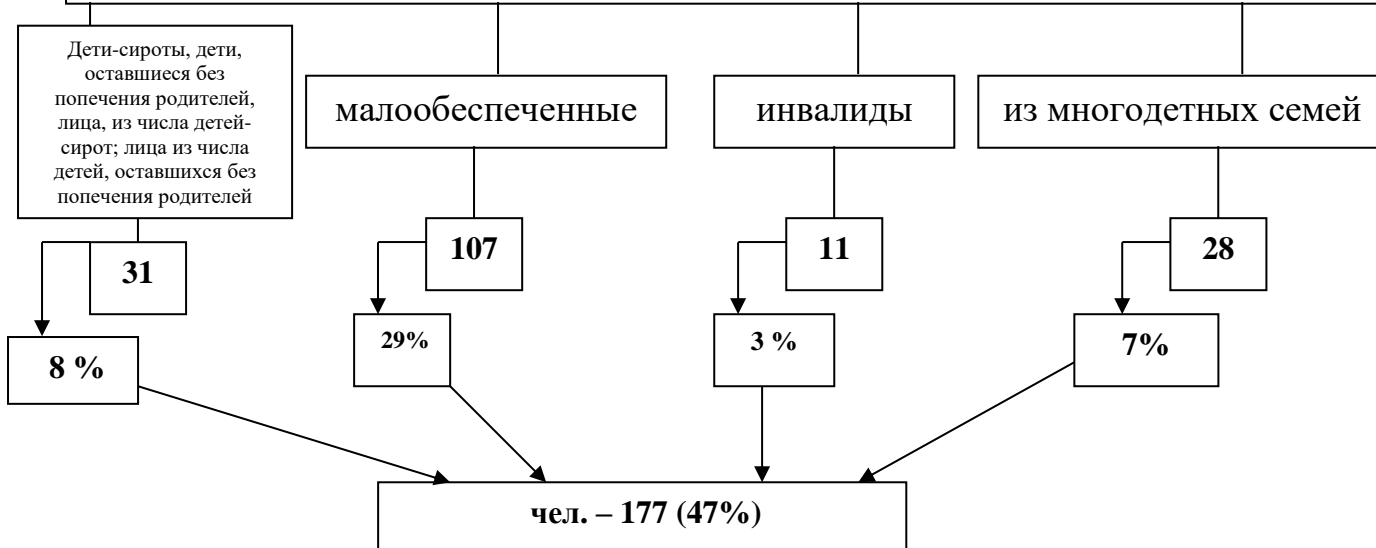 Дети-сироты, дети,
оставшиеся без
попечения родителей,
лица, из числа детей-
сирот; лица из числа
детей, оставшихся без
попечения родителей
малообеспеченные
инвалиды
из многодетных семей
31
107
11
28
8 %
29%
3 %
7%
чел. – 177 (47%)